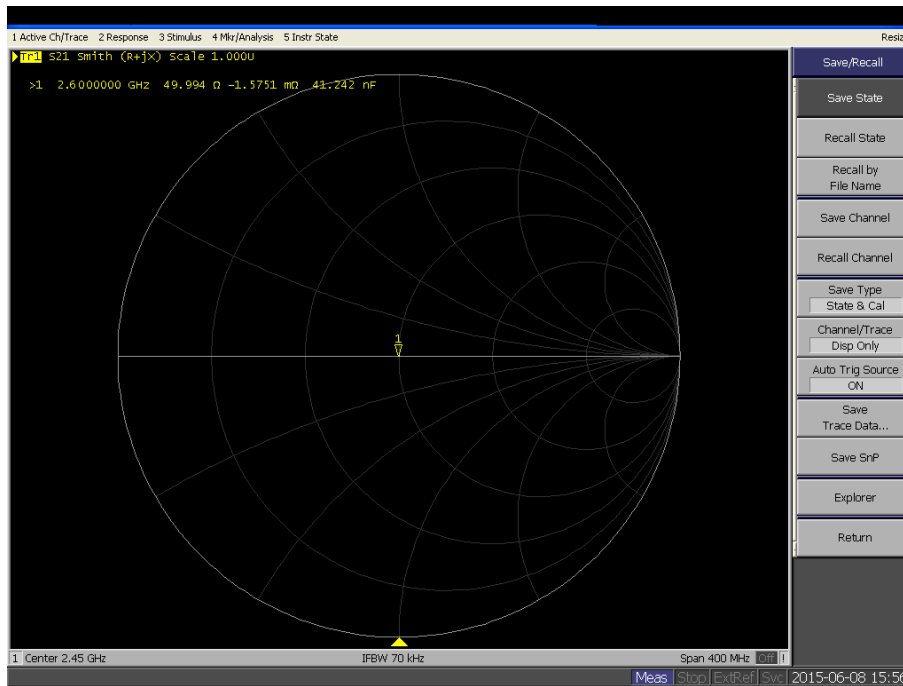 1 Active Ch/Trace 2 Response 3 Stimulus 4 Mkr/Analysis 5 Instr State
Tr1 S21 Smith (R+jX) Scale 1.000U
>1 2.6000000 GHz 49.994 Ω -1.5751 mΩ 41.242 nF
1
Save/Recall
Save State
Recall State
Recall by
File Name
Save Channel
Recall Channel
Save Type
State & Cal
Channel/Trace
Disp Only
Auto Trig Source
ON
Save
Trace Data...
Save SnP
Explorer
Return
1 Center 2.45 GHz IFBW 70 kHz Span 400 MHz Off !
Meas Stop ExtRef Svc 2015-06-08 15:56